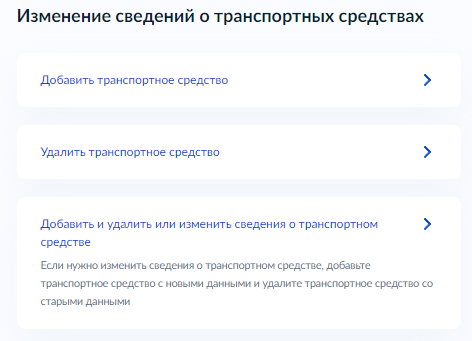 Изменение сведений о транспортных средствах
Добавить транспортное средство
Удалить транспортное средство
Добавить и удалить или изменить сведения о транспортном
средстве
Если нужно изменить сведения о транспортном средстве, добавьте
транспортное средство с новыми данными и удалите транспортное средство со
старыми данными